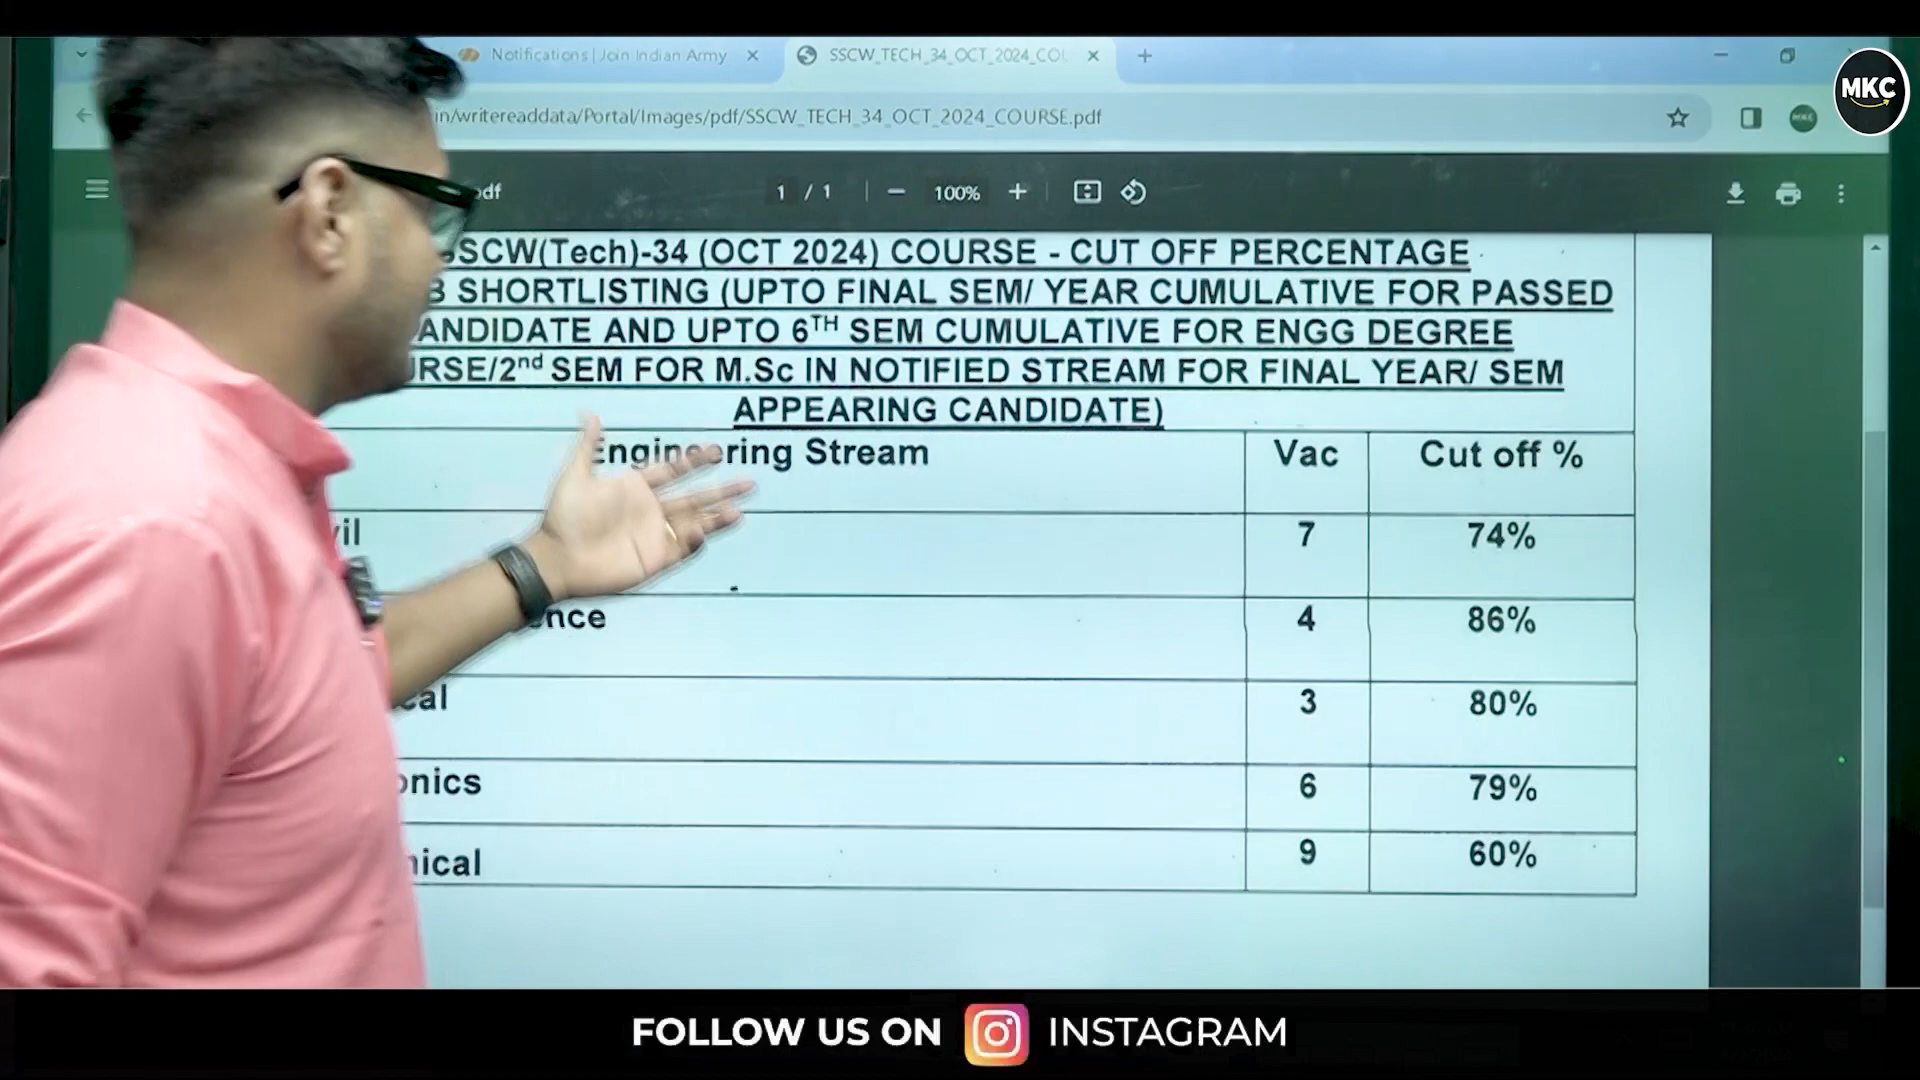 Notifications | Join Indian Army
SSCW_TECH_34_OCT_2024_COU
MKC
in/writereaddata/Portal/Images/pdf/SSCW_TECH_34_OCT_2024_COURSE.pdf
pdf
1 / 1
100%
SSCW(Tech)-34 (OCT 2024) COURSE - CUT OFF PERCENTAGE
B SHORTLISTING (UPTO FINAL SEM/ YEAR CUMULATIVE FOR PASSED
ANDIDATE AND UPTO 6TH SEM CUMULATIVE FOR ENGG DEGREE
URSE/2nd SEM FOR M.Sc IN NOTIFIED STREAM FOR FINAL YEAR/ SEM
APPEARING CANDIDATE)
Engineering Stream Vac Cut off %
vil 7 74%
ence 4 86%
cal 3 80%
onics 6 79%
nical 9 60%
FOLLOW US ON INSTAGRAM